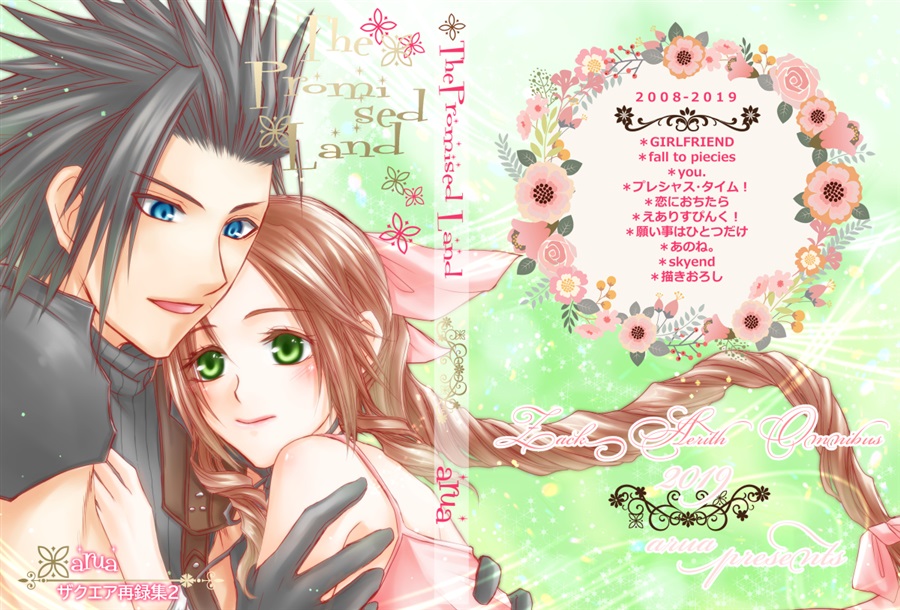 The
Promi
sed
Land
arua
ザクエア再録集2
The Promised Land
arua
2008-2019
＊GIRLFRIEND
＊fall to piecies
＊you.
＊プレシャス・タイム！
＊恋におちたら
＊えありすぴんく！
＊願い事はひとつだけ
＊あのね。
＊skyend
＊描きおろし
Zack Aerith Omnibus
2019
arua
presents